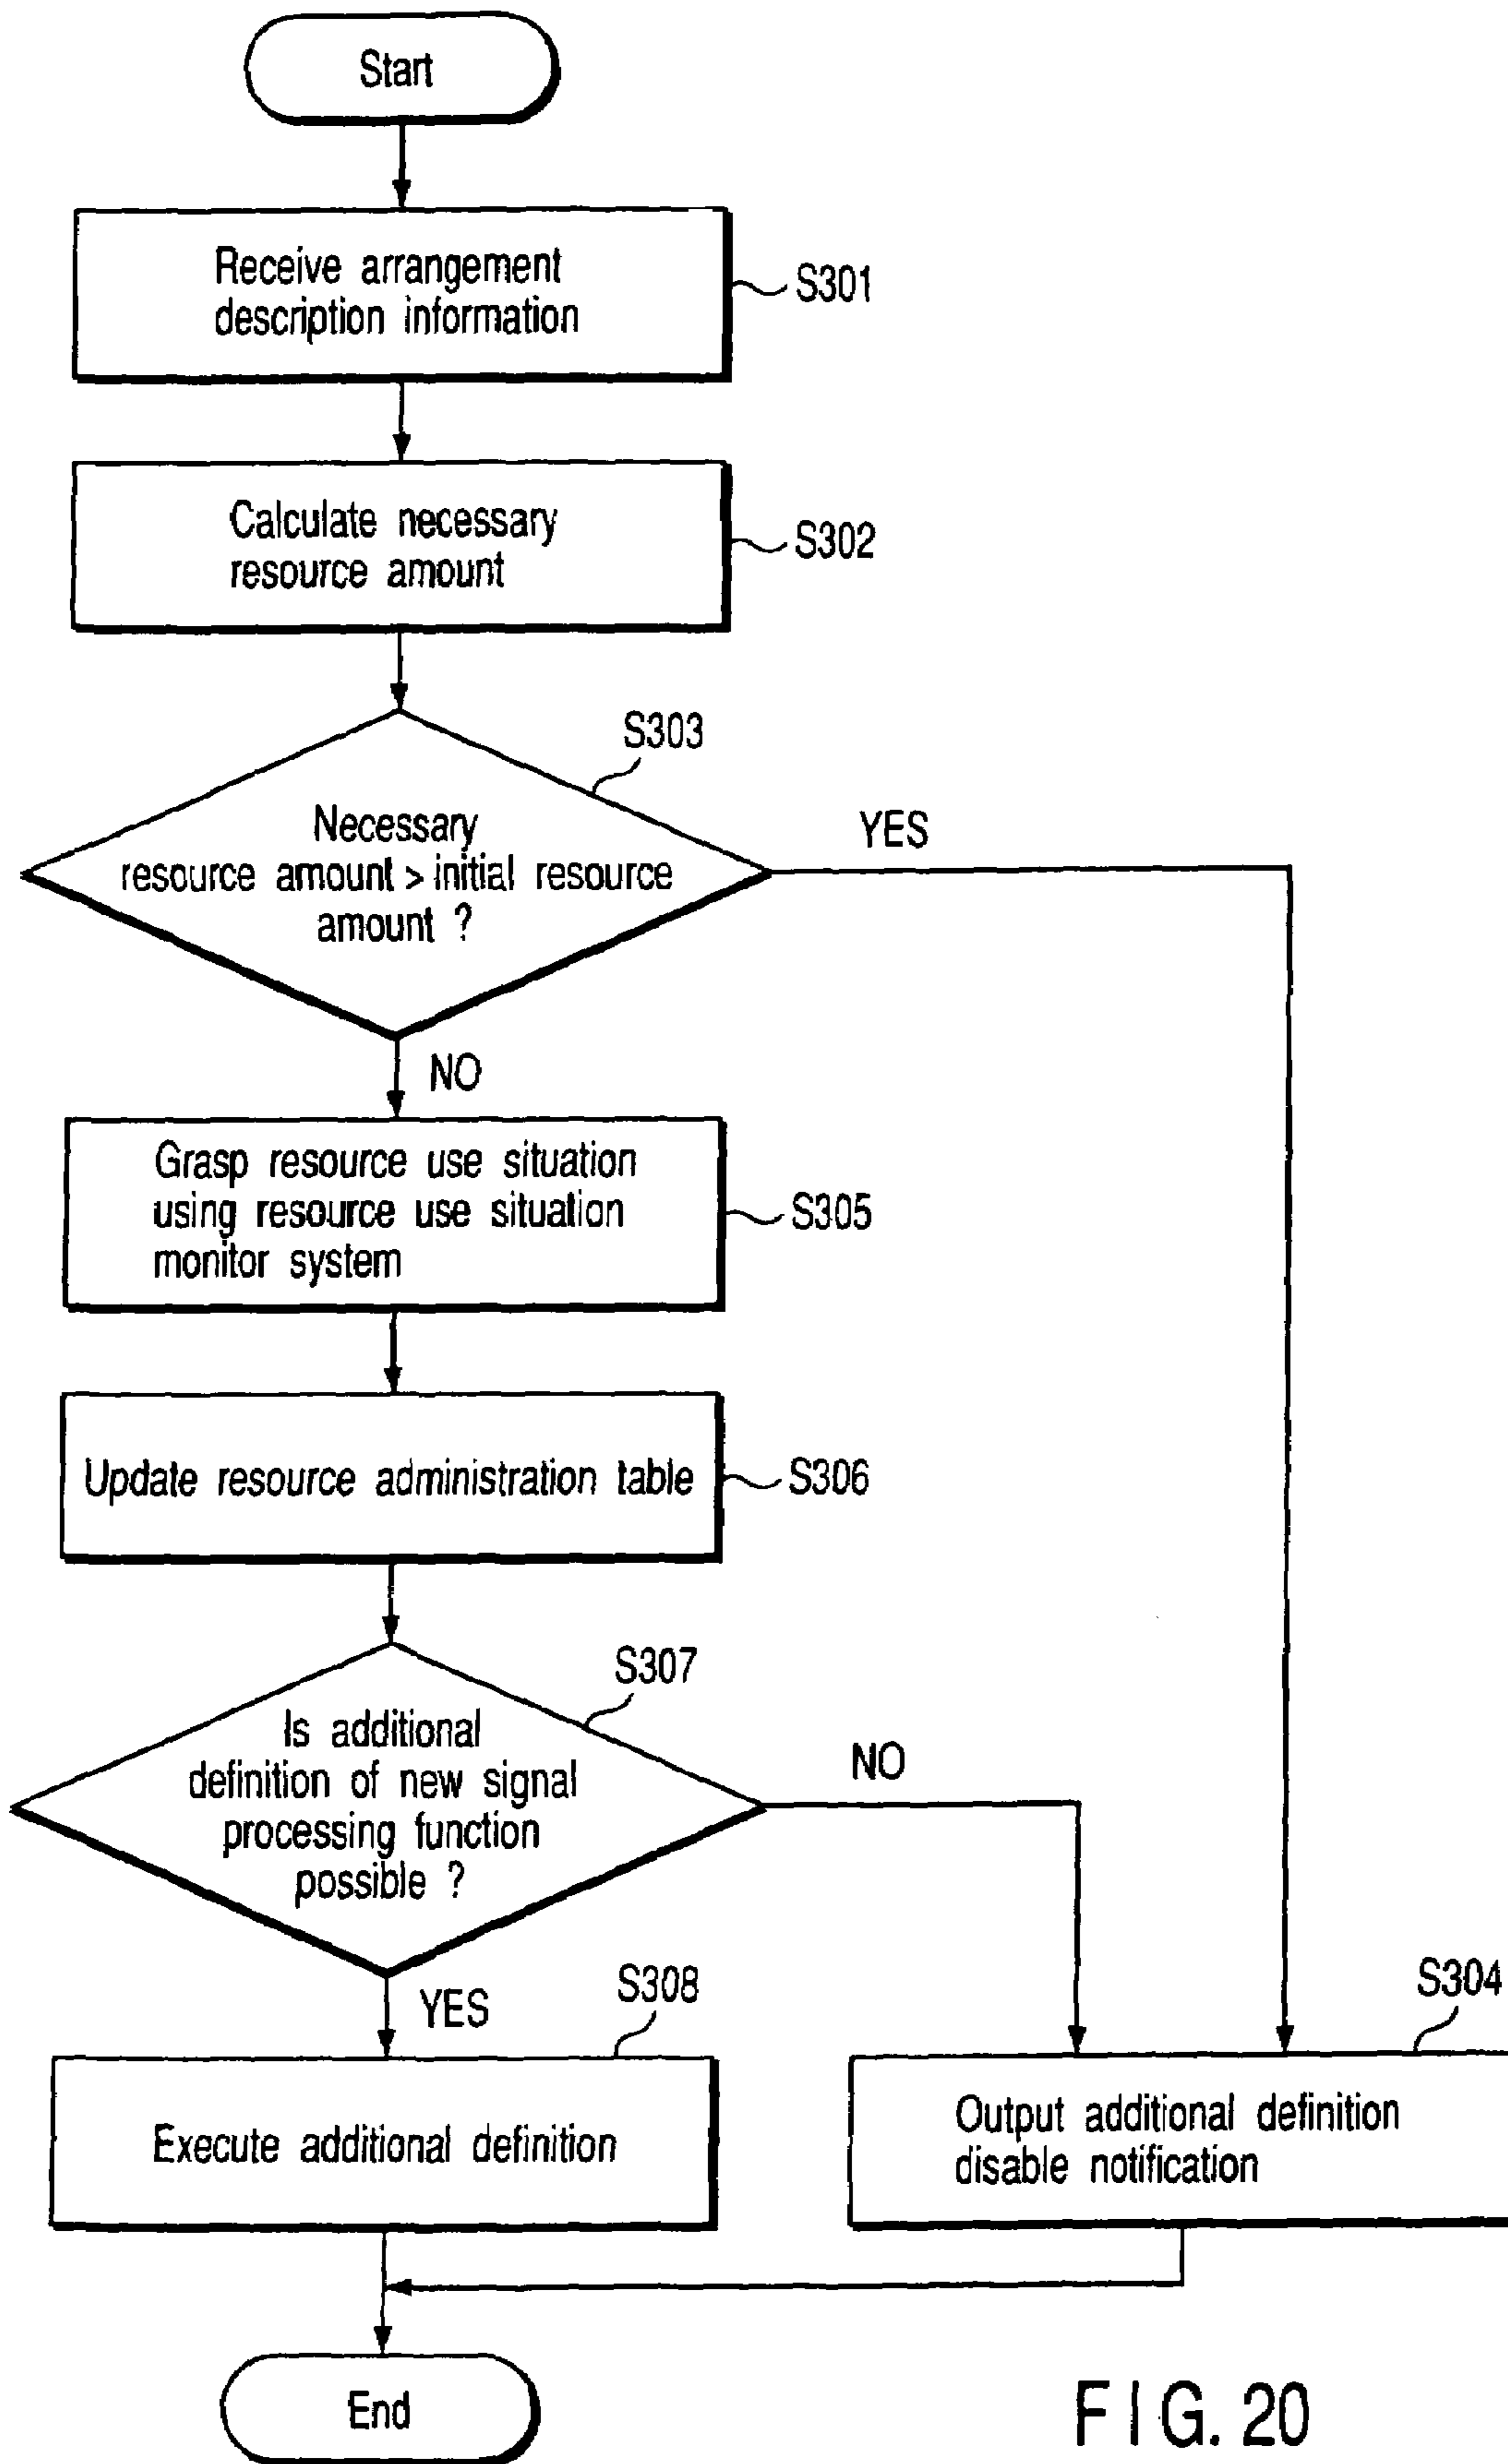 Start
Receive arrangement
description information
S301
Calculate necessary
resource amount
S302
S303
Necessary
resource amount > initial resource
amount ?
YES
NO
Grasp resource use situation
using resource use situation
monitor system
S305
Update resource administration table
S306
S307
Is additional
definition of new signal
processing function
possible ?
NO
YES
S308
Execute additional definition
S304
Output additional definition
disable notification
End
FIG. 20